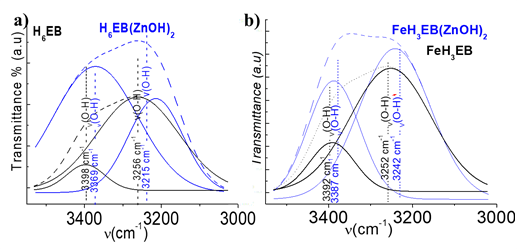 a)
H₆EB
H₆EB(ZnOH)₂
Transmittance % (a.u)
3398 cm⁻¹ ν(O-H)
3369 cm⁻¹ ν(O-H)
3256 cm⁻¹ ν(O-H)
3215 cm⁻¹ ν(O-H)
3400 3200 3000
ν(cm⁻¹)
b)
FeH₃EB(ZnOH)₂
FeH₃EB
Transmittance (a.u)
3392 cm⁻¹ ν(O-H)
3387 cm⁻¹ ν(O-H)
3252 cm⁻¹ ν(O-H)
3242 cm⁻¹ ν(O-H)
3400 3200 3000
ν(cm⁻¹)